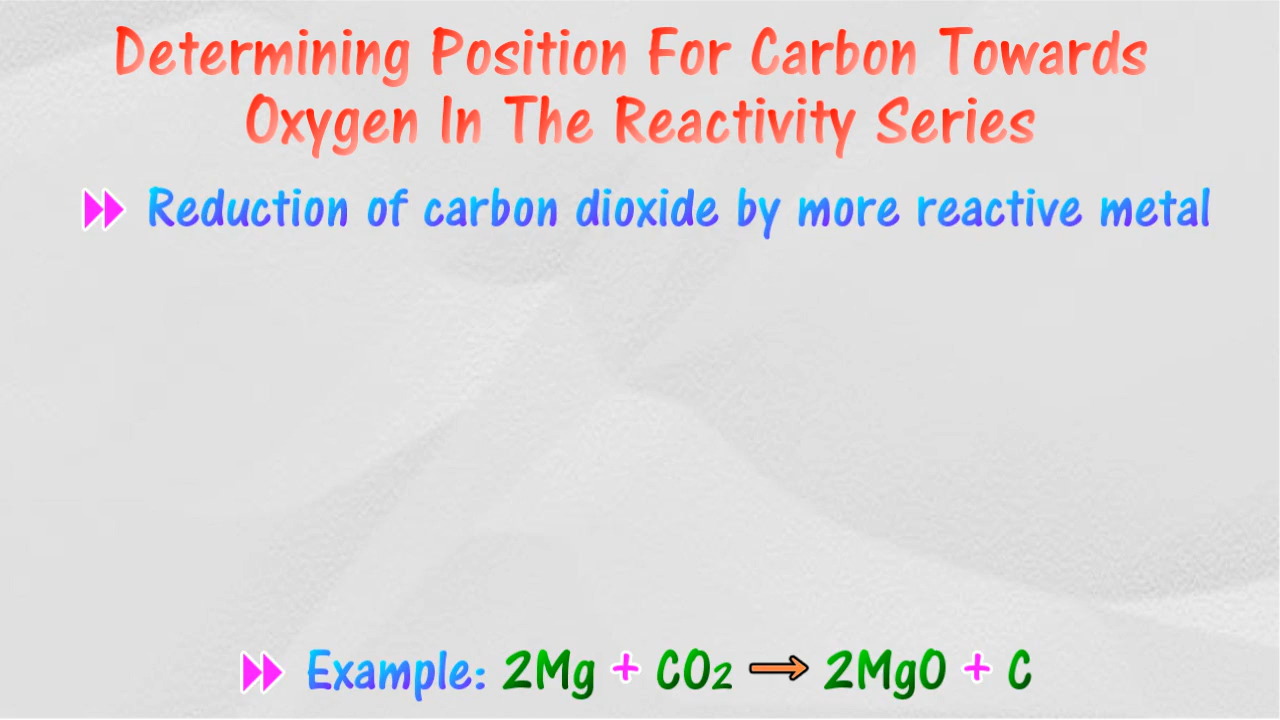 Determining Position For Carbon Towards
Oxygen In The Reactivity Series
Reduction of carbon dioxide by more reactive metal
Example: 2Mg + CO₂ → 2MgO + C